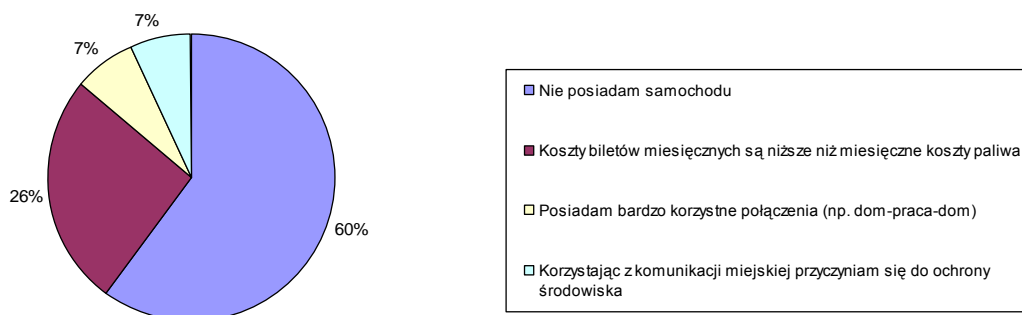 7%
7%
26%
60%
Nie posiadam samochodu
Koszty biletów miesięcznych są niższe niż miesięczne koszty paliwa
Posiadam bardzo korzystne połączenia (np. dom-praca-dom)
Korzystając z komunikacji miejskiej przyczyniam się do ochrony
środowiska